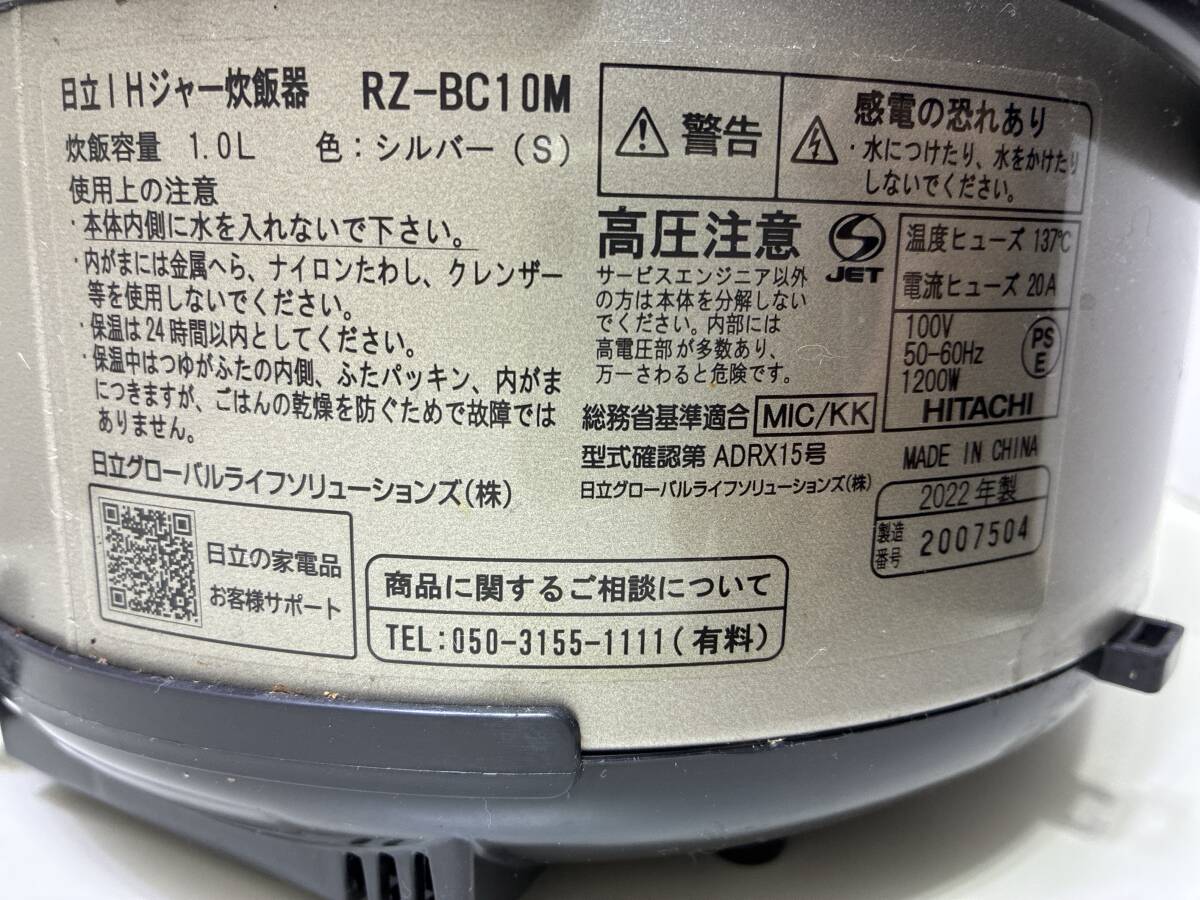 日立IHジャー炊飯器 RZ-BC10M
炊飯容量 1.0L 色：シルバー（S）
使用上の注意
・本体内側に水を入れないで下さい。
・内がまには金属へら、ナイロンたわし、クレンザー
等を使用しないでください。
・保温は24時間以内としてください。
・保温中はつゆがふたの内側、ふたパッキン、内がま
につきますが、ごはんの乾燥を防ぐためで故障では
ありません。
日立グローバルライフソリューションズ(株)
日立の家電品
お客様サポート
商品に関するご相談について
TEL：050-3155-1111(有料)
警告
感電の恐れあり
・水につけたり、水をかけたり
しないでください。
高圧注意
サービスエンジニア以外
の方は本体を分解しない
でください。内部には
高電圧部が多数あり、
万一さわると危険です。
S
JET
温度ヒューズ 137℃
電流ヒューズ 20A
100V
50-60Hz
1200W
PS
E
HITACHI
総務省基準適合 MIC/KK
型式確認第 ADRX15号
日立グローバルライフソリューションズ(株)
MADE IN CHINA
2022年製
製造
番号
2007504